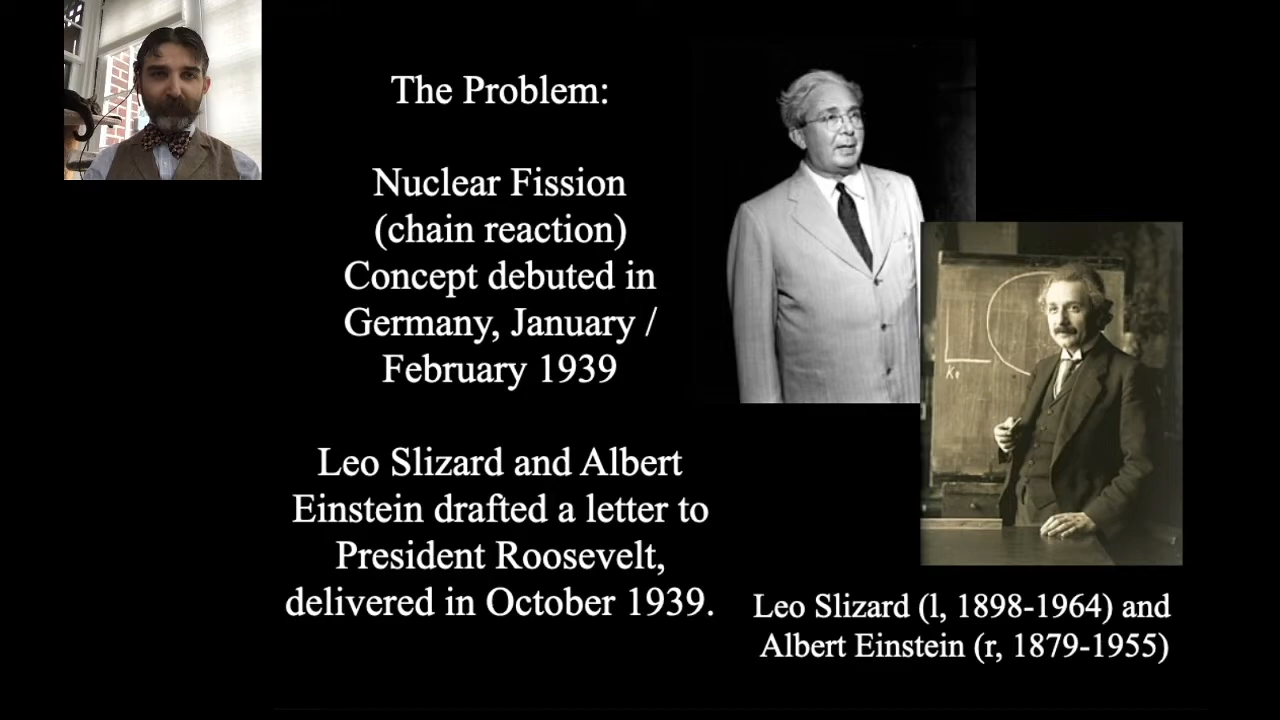 The Problem:
Nuclear Fission
(chain reaction)
Concept debuted in
Germany, January /
February 1939
Leo Slizard and Albert
Einstein drafted a letter to
President Roosevelt,
delivered in October 1939.
Leo Slizard (l, 1898-1964) and
Albert Einstein (r, 1879-1955)